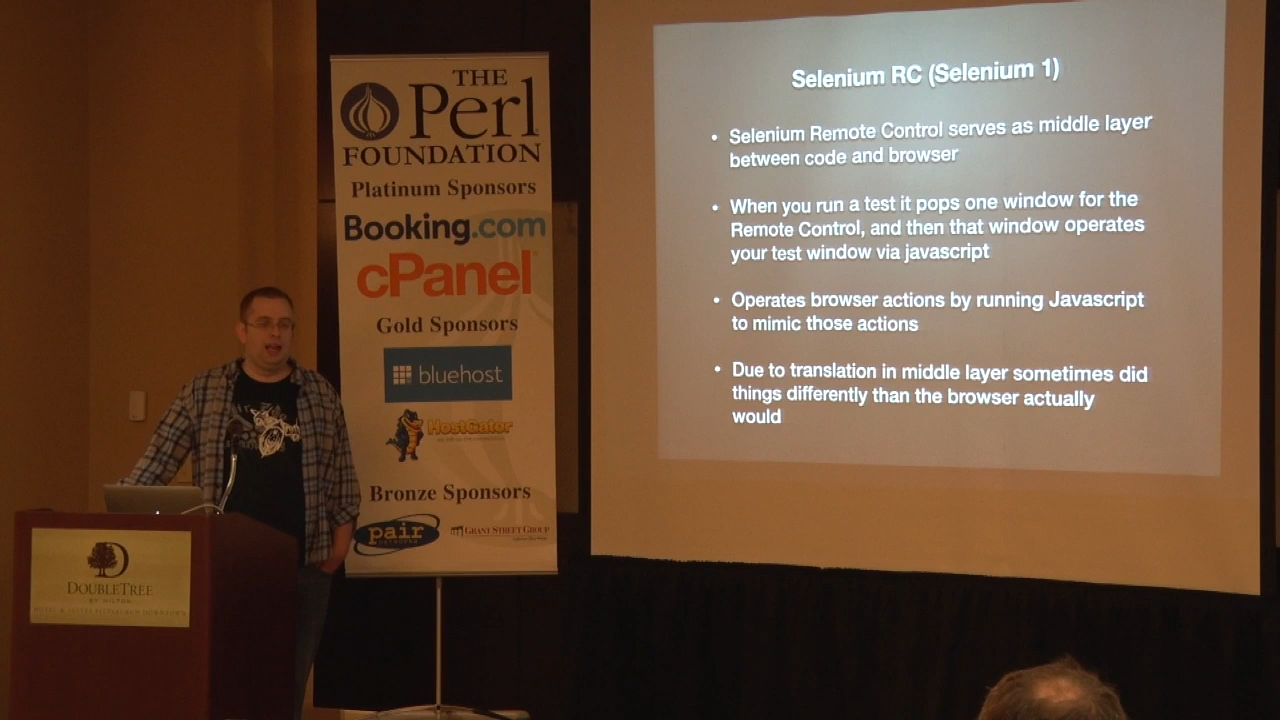 THE
Perl
FOUNDATION
Platinum Sponsors
Booking.com
cPanel
Gold Sponsors
bluehost
HostGator
Bronze Sponsors
pair
NETWORKS
GRANT STREET GROUP
DOUBLETREE
BY HILTON
Selenium RC (Selenium 1)
• Selenium Remote Control serves as middle layer
between code and browser
• When you run a test it pops one window for the
Remote Control, and then that window operates
your test window via javascript
• Operates browser actions by running Javascript
to mimic those actions
• Due to translation in middle layer sometimes did
things differently than the browser actually
would